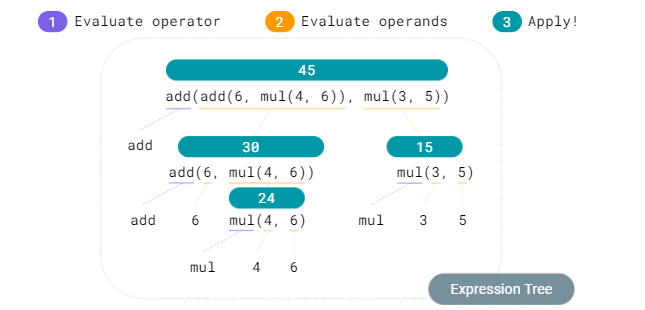 1 Evaluate operator 2 Evaluate operands 3 Apply!
45
add(add(6, mul(4, 6)), mul(3, 5))
add 30 15
add(6, mul(4, 6)) mul(3, 5)
24
add 6 mul(4, 6) mul 3 5
mul 4 6
Expression Tree